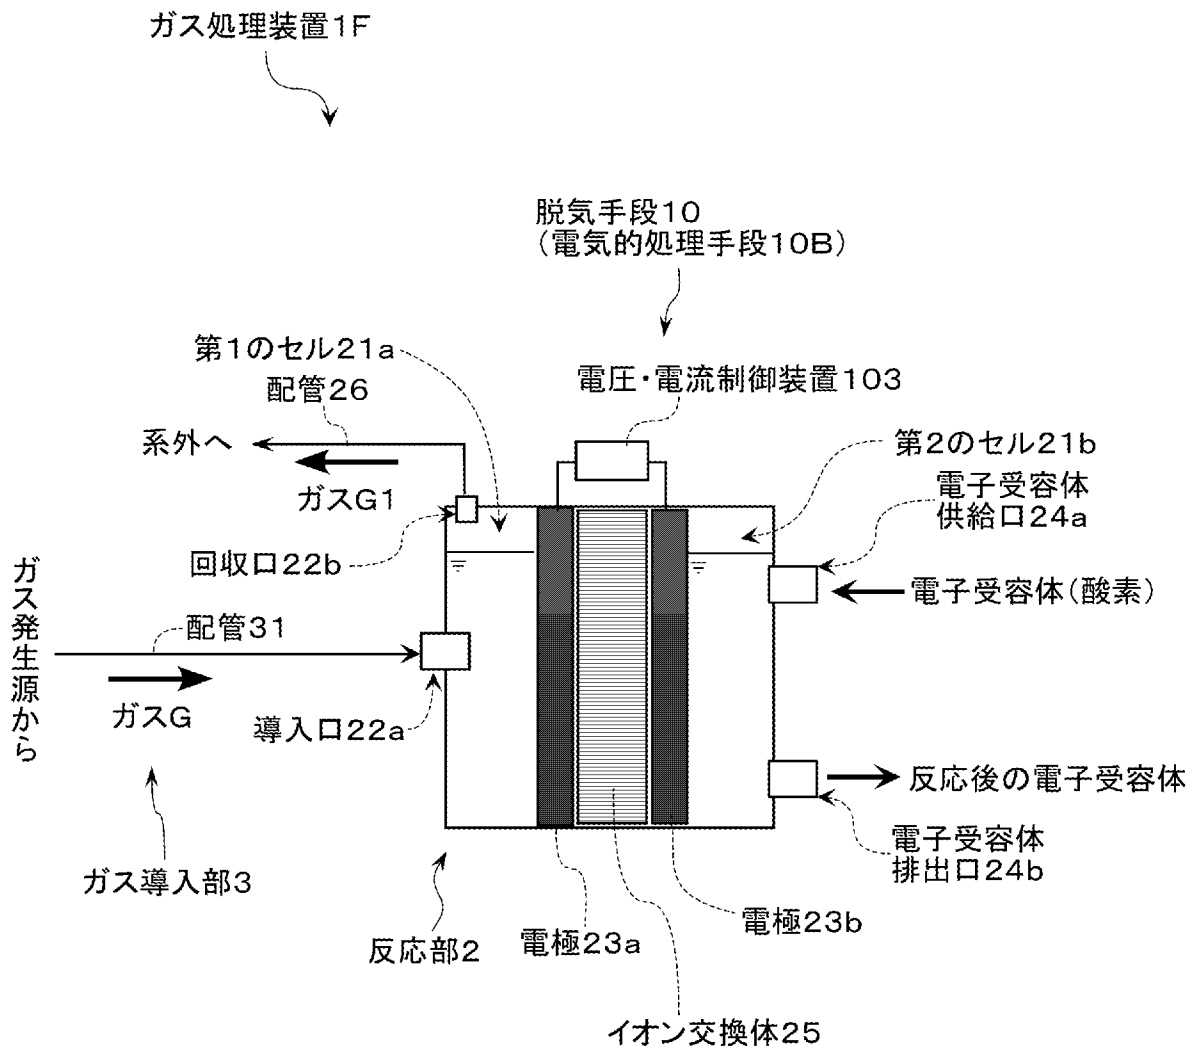 ガス処理装置1F
脱気手段10
(電気的処理手段10B)
第1のセル21a
配管26
電圧・電流制御装置103
系外へ
ガスG1
第2のセル21b
電子受容体
供給口24a
回収口22b
電子受容体(酸素)
ガス発生源から
配管31
ガスG
導入口22a
反応後の電子受容体
電子受容体
排出口24b
ガス導入部3
反応部2
電極23a
電極23b
イオン交換体25